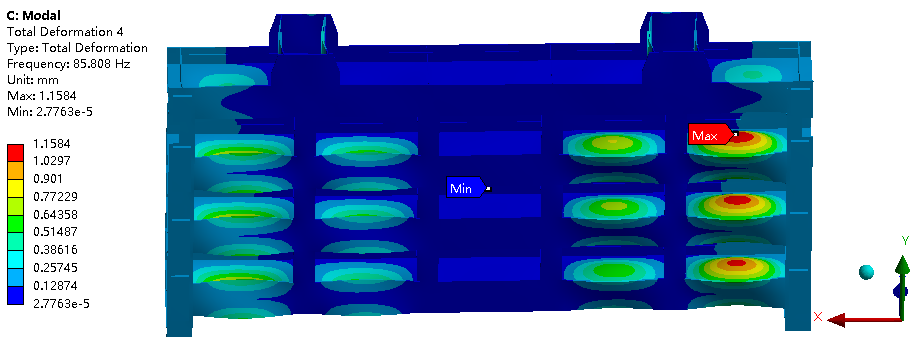 C: Modal
Total Deformation 4
Type: Total Deformation
Frequency: 85.808 Hz
Unit: mm
Max: 1.1584
Min: 2.7763e-5
1.1584
1.0297
0.901
0.77229
0.64358
0.51487
0.38616
0.25745
0.12874
2.7763e-5
Max
Min
Y
X